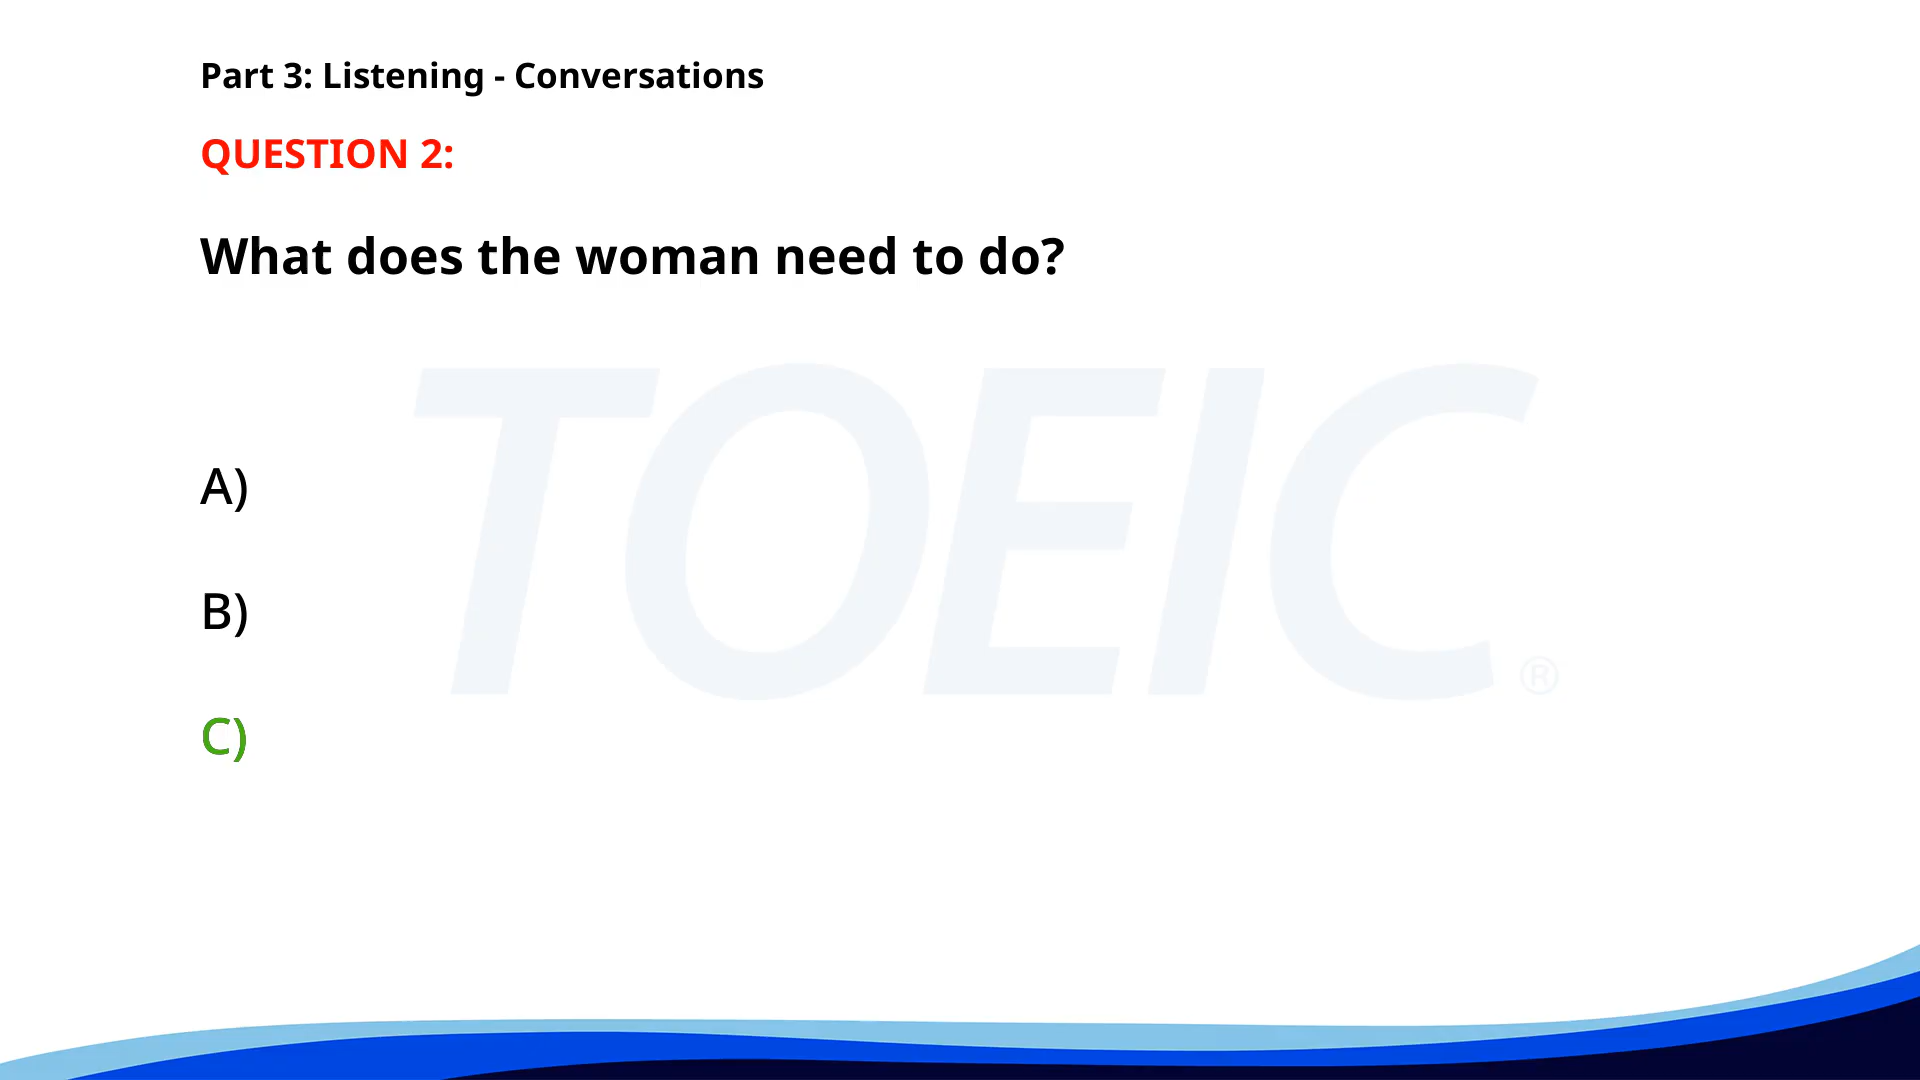 Part 3: Listening - Conversations
QUESTION 2:
What does the woman need to do?
TOEIC®
A)
B)
C)